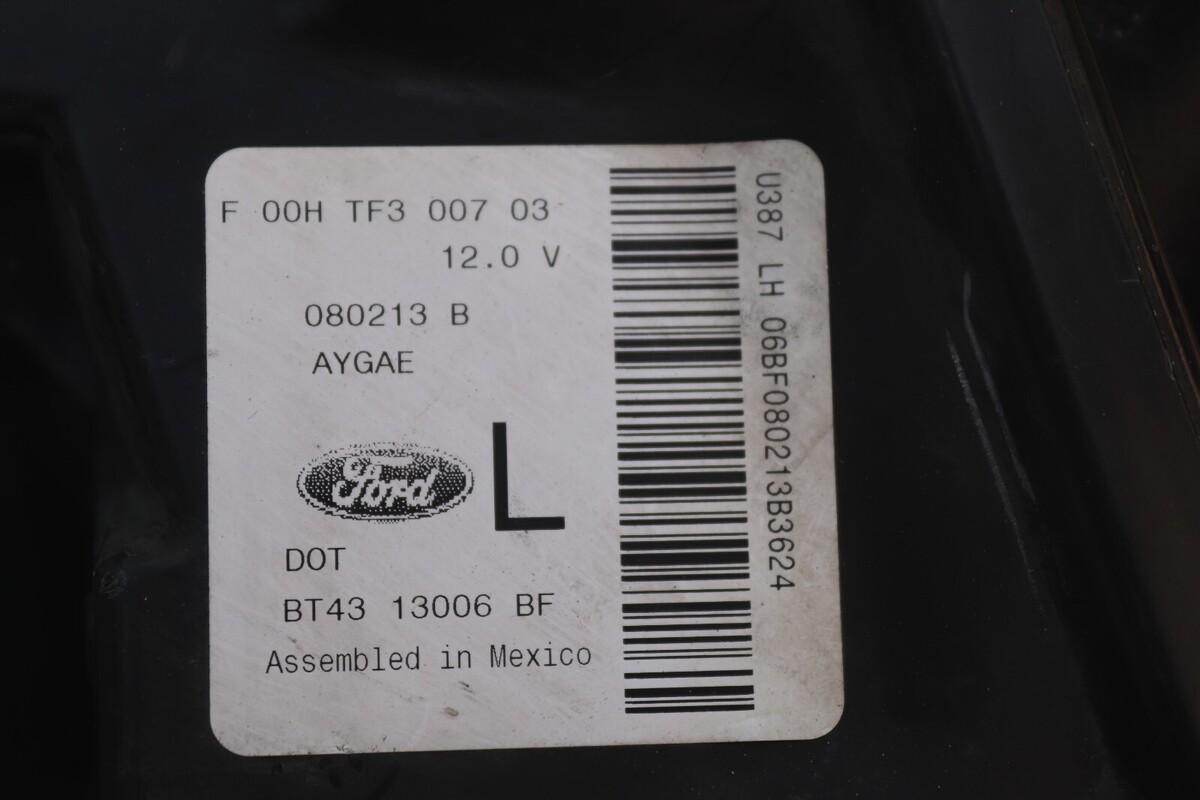 F 00H TF3 007 03
12.0 V
080213 B
AYGAE
Ford
L
DOT
BT43 13006 BF
Assembled in Mexico
U387 LH 06BF080213B3624